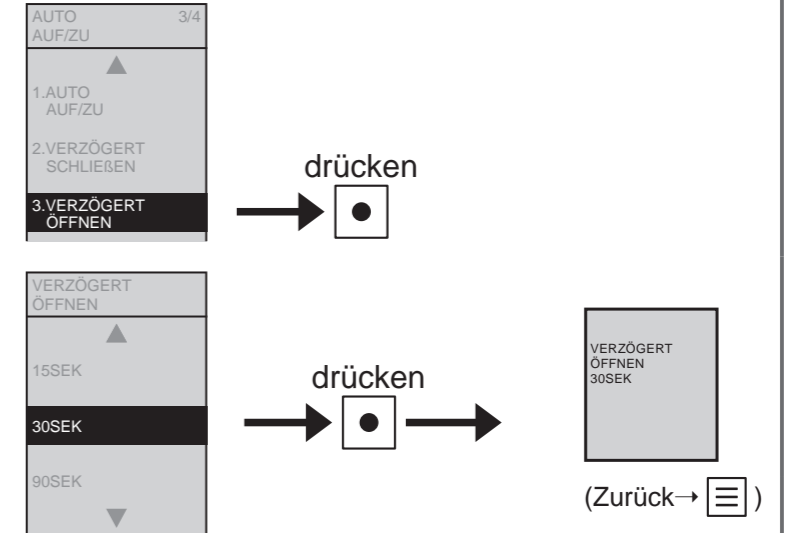 AUTO 3/4
AUF/ZU
1.AUTO
AUF/ZU
2.VERZÖGERT
SCHLIEßEN
3.VERZÖGERT
ÖFFNEN
drücken
VERZÖGERT
ÖFFNEN
15SEK
30SEK
90SEK
drücken
VERZÖGERT
ÖFFNEN
30SEK
(Zurück→ )